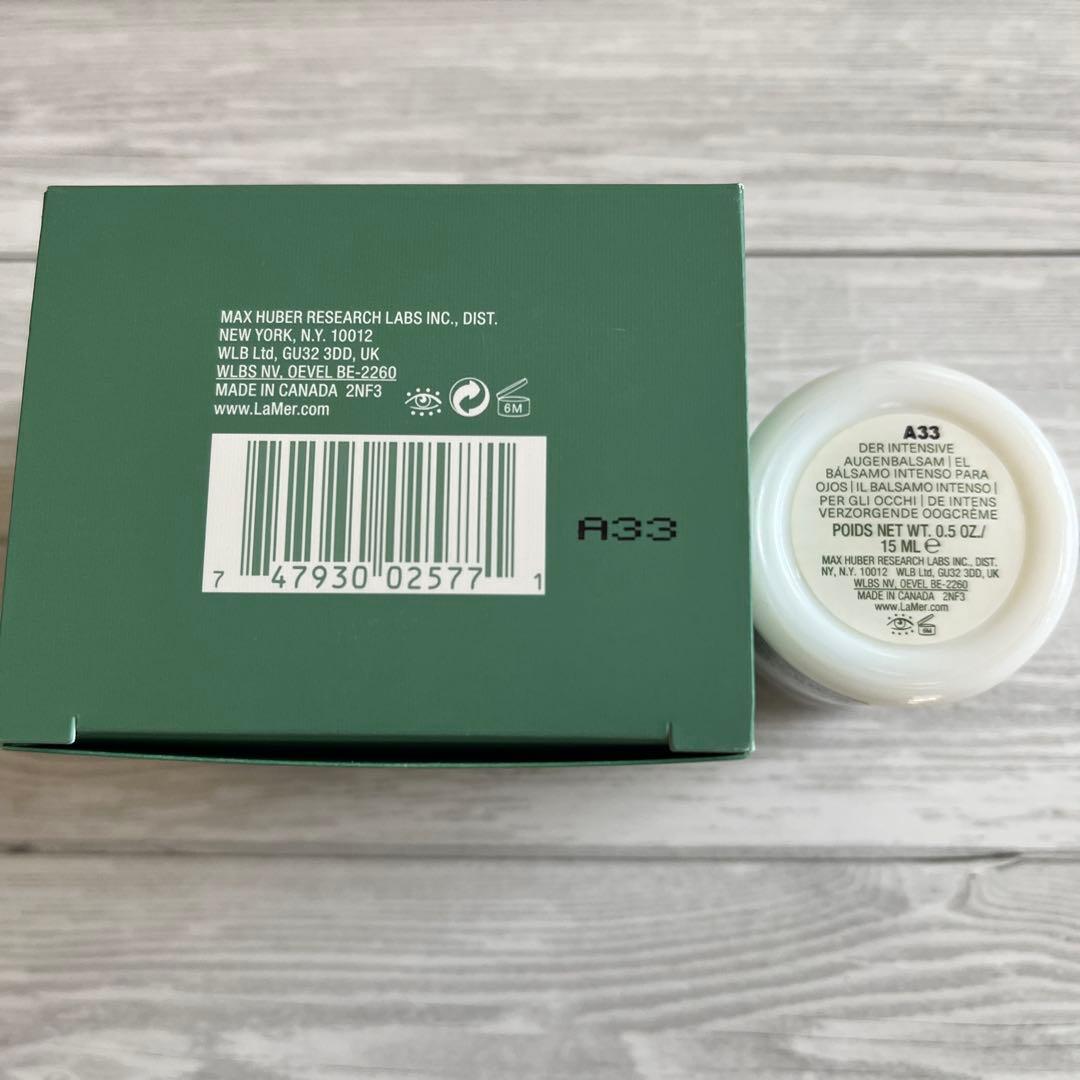 MAX HUBER RESEARCH LABS INC., DIST.
NEW YORK, N.Y. 10012
WLB Ltd, GU32 3DD, UK
WLBS NV, OEVEL BE-2260
MADE IN CANADA 2NF3
www.LaMer.com
6M
7 47930 02577 1
A33
A33
DER INTENSIVE
AUGENBALSAM | EL
BÁLSAMO INTENSO PARA
OJOS | IL BALSAMO INTENSO |
PER GLI OCCHI | DE INTENS
VERZORGENDE OOGCRÈME
POIDS NET WT. 0.5 OZ./
15 ML ℮
MAX HUBER RESEARCH LABS INC., DIST.
NY, N.Y. 10012 WLB Ltd, GU32 3DD, UK
WLBS NV, OEVEL BE-2260
MADE IN CANADA 2NF3
www.LaMer.com
6M